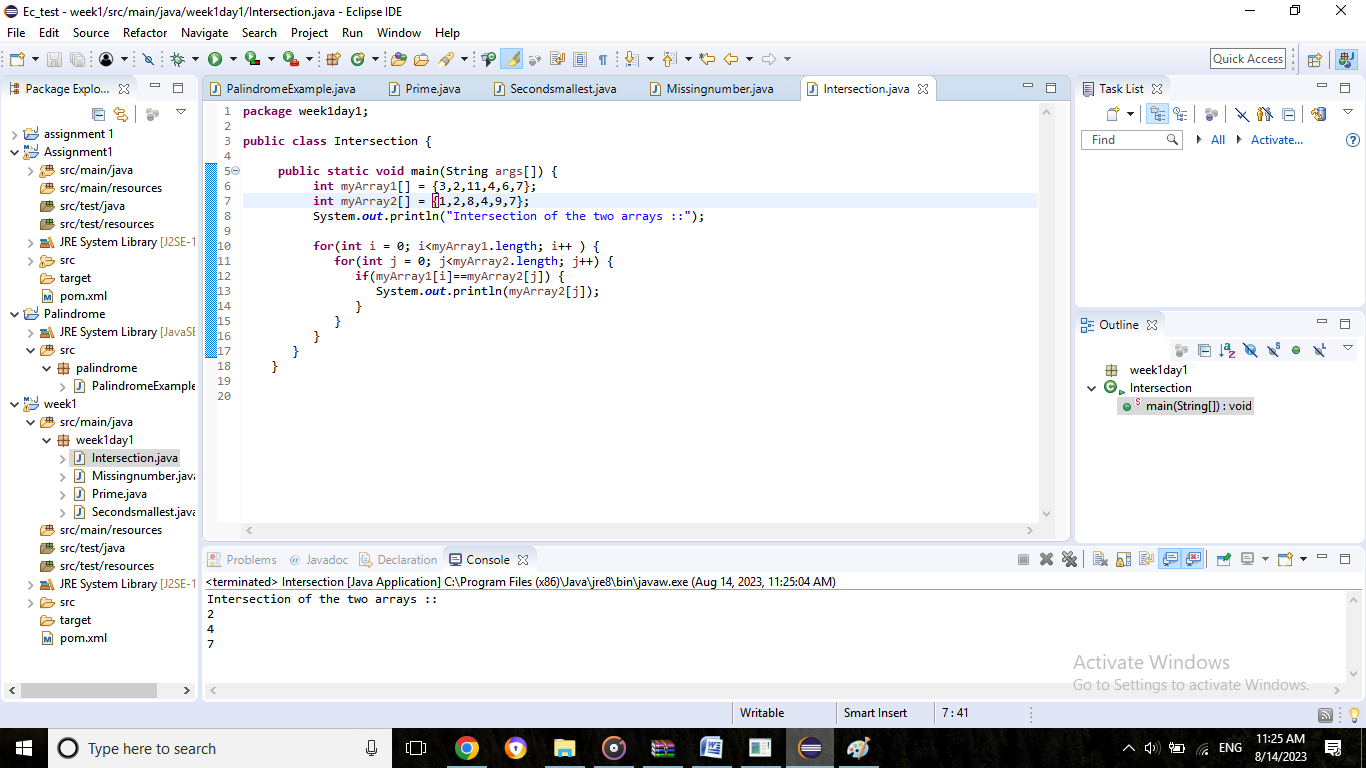 Ec_test - week1/src/main/java/week1day1/Intersection.java - Eclipse IDE
File Edit Source Refactor Navigate Search Project Run Window Help
Quick Access
Package Explo...
assignment 1
Assignment1
src/main/java
src/main/resources
src/test/java
src/test/resources
JRE System Library [J2SE-1
src
target
pom.xml
Palindrome
JRE System Library [JavaSE
src
palindrome
PalindromeExample
week1
src/main/java
week1day1
Intersection.java
Missingnumber.java
Prime.java
Secondsmallest.java
src/main/resources
src/test/java
src/test/resources
JRE System Library [J2SE-1
src
target
pom.xml
PalindromeExample.java Prime.java Secondsmallest.java Missingnumber.java Intersection.java
1 package week1day1;
2
3 public class Intersection {
4
5 public static void main(String args[]) {
6 int myArray1[] = {3,2,11,4,6,7};
7 int myArray2[] = {1,2,8,4,9,7};
8 System.out.println("Intersection of the two arrays ::");
9
10 for(int i = 0; i<myArray1.length; i++ ) {
11 for(int j = 0; j<myArray2.length; j++) {
12 if(myArray1[i]==myArray2[j]) {
13 System.out.println(myArray2[j]);
14 }
15 }
16 }
17 }
18 }
19
20
Task List
Find All Activate...
Outline
week1day1
Intersection
main(String[]) : void
Problems Javadoc Declaration Console
<terminated> Intersection [Java Application] C:\Program Files (x86)\Java\jre8\bin\javaw.exe (Aug 14, 2023, 11:25:04 AM)
Intersection of the two arrays ::
2
4
7
Activate Windows
Go to Settings to activate Windows.
Writable Smart Insert 7 : 41
Type here to search
ENG
11:25 AM
8/14/2023